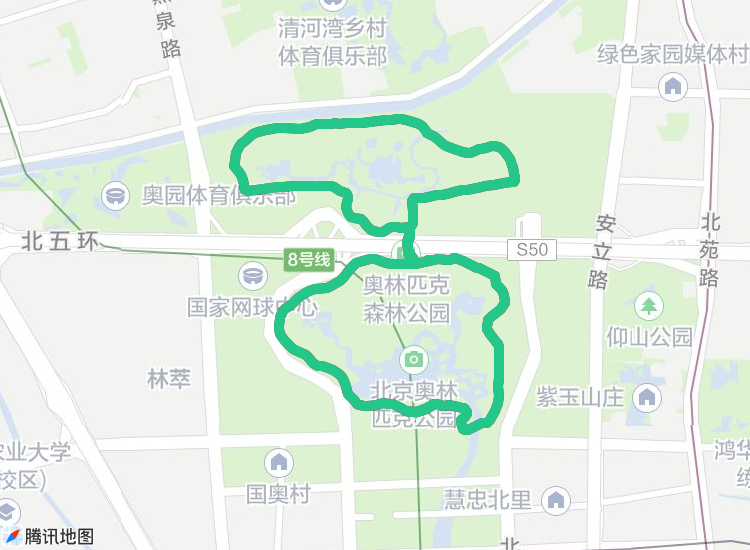 清河湾乡村
体育俱乐部
泉路
绿色家园媒体村
奥园体育俱乐部
北五环
8号线
S50
安立路
北苑路
奥林匹克
森林公园
国家网球中心
仰山公园
林萃
北京奥林
匹克公园
紫玉山庄
农业大学
校区)
鸿华
练
国奥村
慧忠北里
北
腾讯地图